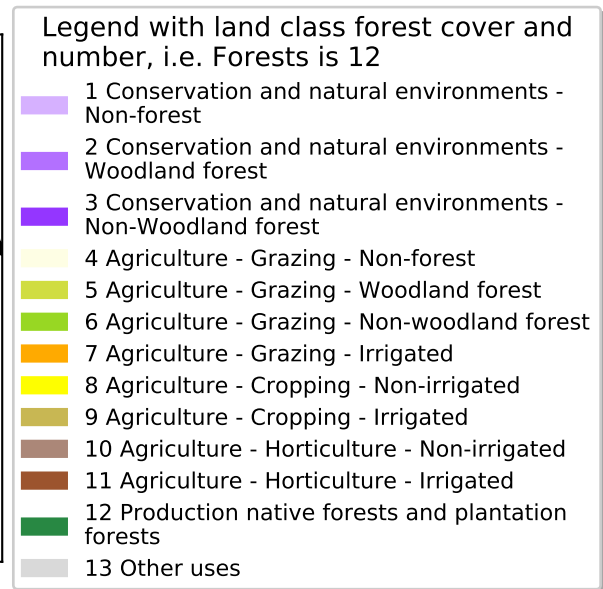 Legend with land class forest cover and
number, i.e. Forests is 12
1 Conservation and natural environments -
Non-forest
2 Conservation and natural environments -
Woodland forest
3 Conservation and natural environments -
Non-Woodland forest
4 Agriculture - Grazing - Non-forest
5 Agriculture - Grazing - Woodland forest
6 Agriculture - Grazing - Non-woodland forest
7 Agriculture - Grazing - Irrigated
8 Agriculture - Cropping - Non-irrigated
9 Agriculture - Cropping - Irrigated
10 Agriculture - Horticulture - Non-irrigated
11 Agriculture - Horticulture - Irrigated
12 Production native forests and plantation
forests
13 Other uses